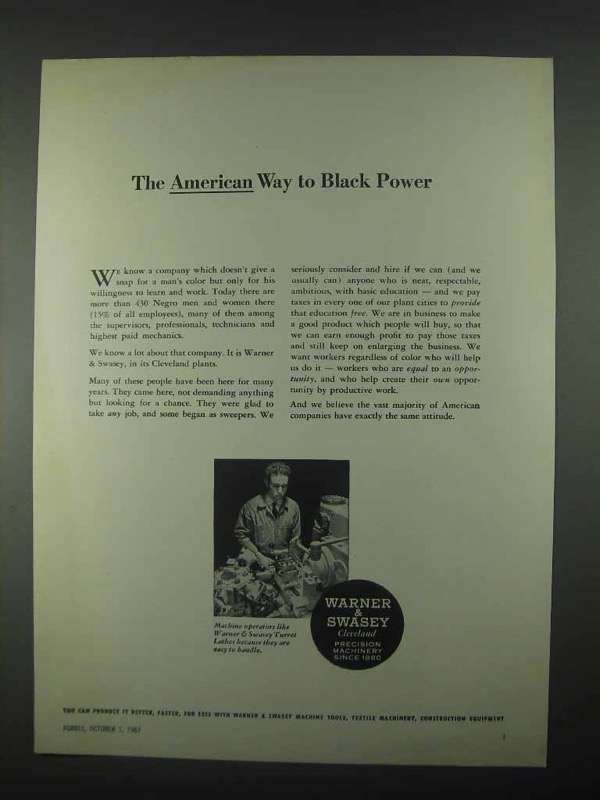 The American Way to Black Power
WE know a company which doesn't give a
snap for a man's color but only for his
willingness to learn and work. Today there are
more than 430 Negro men and women there
(15% of all employees), many of them among
the supervisors, professionals, technicians and
highest paid mechanics.
We know a lot about that company. It is Warner
& Swasey, in its Cleveland plants.
Many of these people have been here for many
years. They came here, not demanding anything
but looking for a chance. They were glad to
take any job, and some began as sweepers. We
seriously consider and hire if we can (and we
usually can) anyone who is neat, respectable,
ambitious, with basic education — and we pay
taxes in every one of our plant cities to provide
that education free. We are in business to make
a good product which people will buy, so that
we can earn enough profit to pay those taxes
and still keep on enlarging the business. We
want workers regardless of color who will help
us do it — workers who are equal to an oppor-
tunity, and who help create their own oppor-
tunity by productive work.
And we believe the vast majority of American
companies have exactly the same attitude.
Machine operators like
Warner & Swasey Turret
Lathes because they are
easy to handle.
WARNER
&
SWASEY
Cleveland
PRECISION
MACHINERY
SINCE 1880
YOU CAN PRODUCE IT BETTER, FASTER, FOR LESS WITH WARNER & SWASEY MACHINE TOOLS, TEXTILE MACHINERY, CONSTRUCTION EQUIPMENT
FORBES, OCTOBER 1, 1967